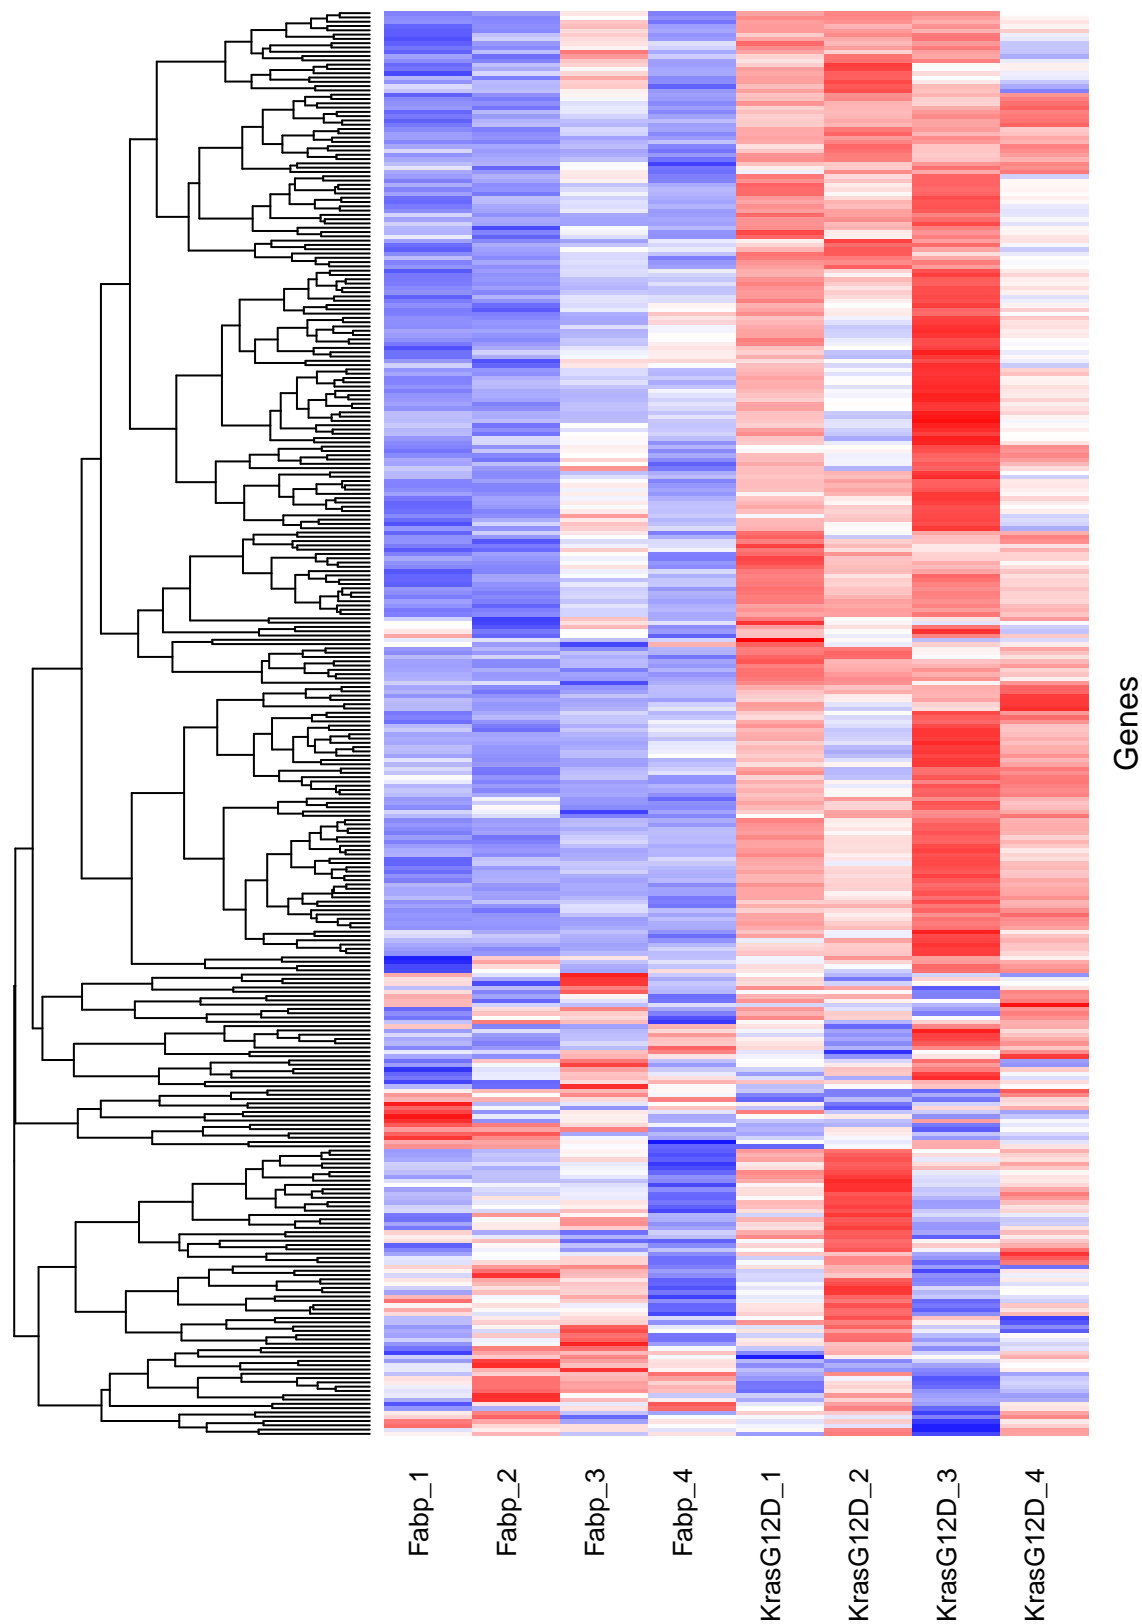 Genes
Fabp_1
Fabp_2
Fabp_3
Fabp_4
KrasG12D_1
KrasG12D_2
KrasG12D_3
KrasG12D_4